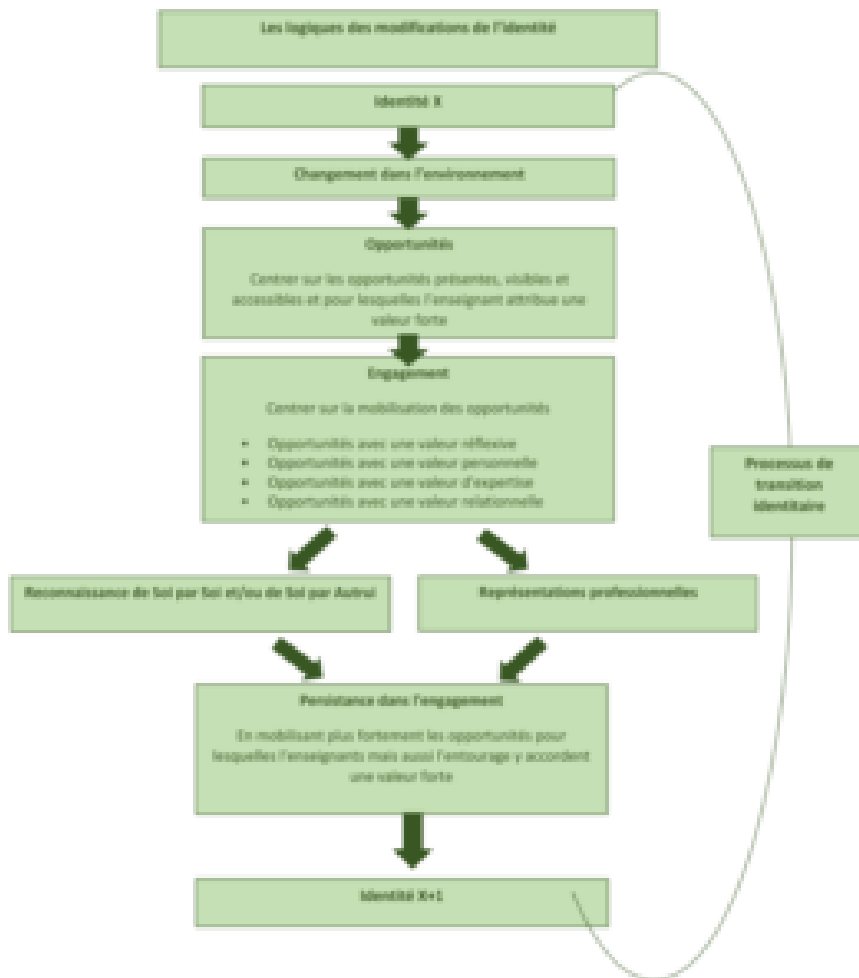 Les logiques des modifications de l'identité
Identité X
Changement dans l'environnement
Opportunités
Centrer sur les opportunités présentes, visibles et
accessibles et pour lesquelles l'enseignant attribue une
valeur forte
Engagement
Centrer sur la mobilisation des opportunités
• Opportunités avec une valeur réflexive
• Opportunités avec une valeur personnelle
• Opportunités avec une valeur d'expertise
• Opportunités avec une valeur relationnelle
Processus de
transition
identitaire
Reconnaissance de Soi par Soi et/ou de Soi par Autrui
Représentations professionnelles
Persistance dans l'engagement
En mobilisant plus fortement les opportunités pour
lesquelles l'enseignants mais aussi l'entourage y accordent
une valeur forte
Identité X+1